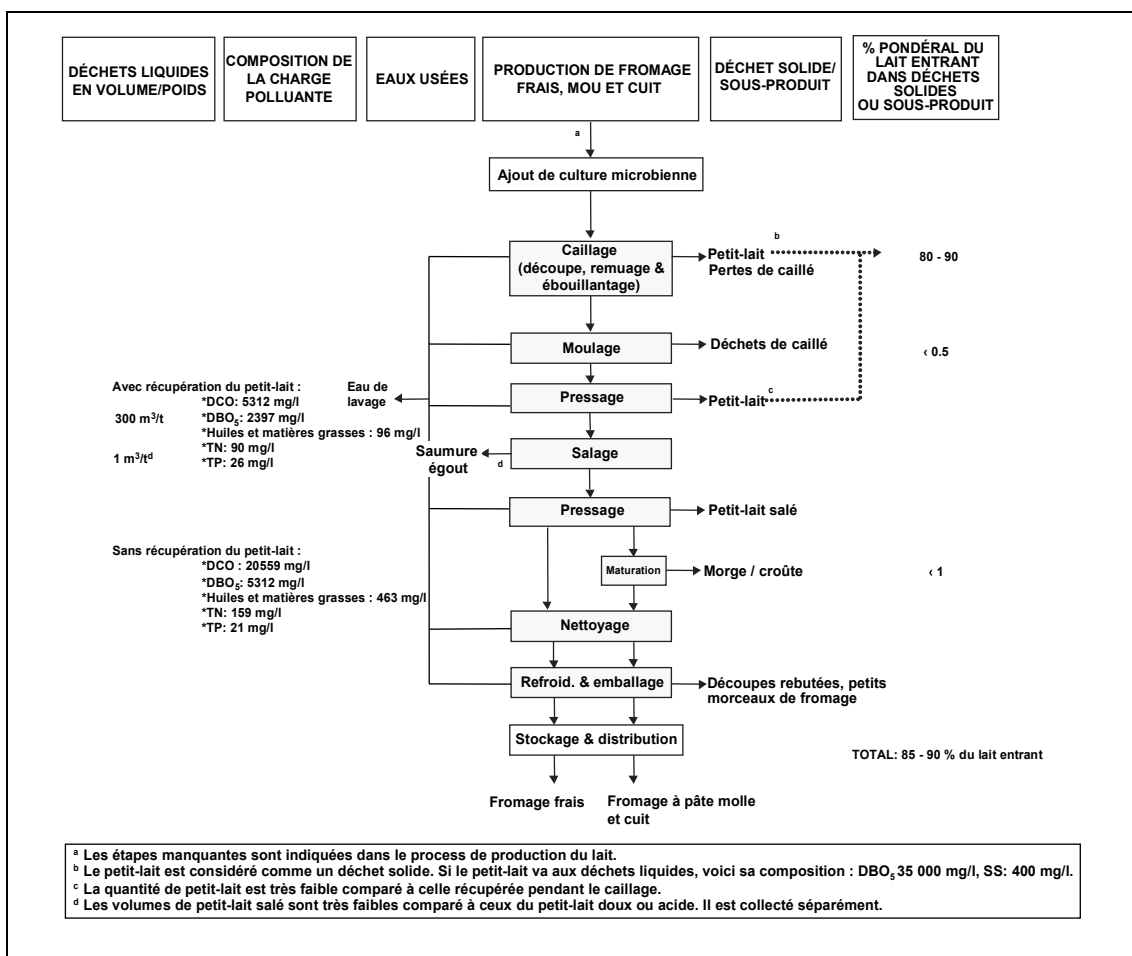 DÉCHETS LIQUIDES
EN VOLUME/POIDS
COMPOSITION DE
LA CHARGE
POLLUANTE
EAUX USÉES
PRODUCTION DE FROMAGE
FRAIS, MOU ET CUIT
DÉCHET SOLIDE/
SOUS-PRODUIT
% PONDÉRAL DU
LAIT ENTRANT
DANS DÉCHETS
SOLIDES
OU SOUS-PRODUIT
a
Ajout de culture microbienne
Caillage
(découpe, remuage &
ébouillantage)
Petit-lait b
Pertes de caillé
80 - 90
Moulage
Déchets de caillé
‹ 0.5
Pressage
Petit-lait c
Eau de
lavage
Avec récupération du petit-lait :
*DCO: 5312 mg/l
300 m³/t
*DBO₅: 2397 mg/l
*Huiles et matières grasses : 96 mg/l
*TN: 90 mg/l
1 m³/tᵈ
*TP: 26 mg/l
Saumure
égout
d
Salage
Pressage
Petit-lait salé
Sans récupération du petit-lait :
*DCO : 20559 mg/l
*DBO₅: 5312 mg/l
*Huiles et matières grasses : 463 mg/l
*TN: 159 mg/l
*TP: 21 mg/l
Maturation
Morge / croûte
‹ 1
Nettoyage
Refroid. & emballage
Découpes rebutées, petits
morceaux de fromage
Stockage & distribution
TOTAL: 85 - 90 % du lait entrant
Fromage frais
Fromage à pâte molle
et cuit
a Les étapes manquantes sont indiquées dans le process de production du lait.
b Le petit-lait est considéré comme un déchet solide. Si le petit-lait va aux déchets liquides, voici sa composition : DBO₅ 35 000 mg/l, SS: 400 mg/l.
c La quantité de petit-lait est très faible comparé à celle récupérée pendant le caillage.
d Les volumes de petit-lait salé sont très faibles comparé à ceux du petit-lait doux ou acide. Il est collecté séparément.